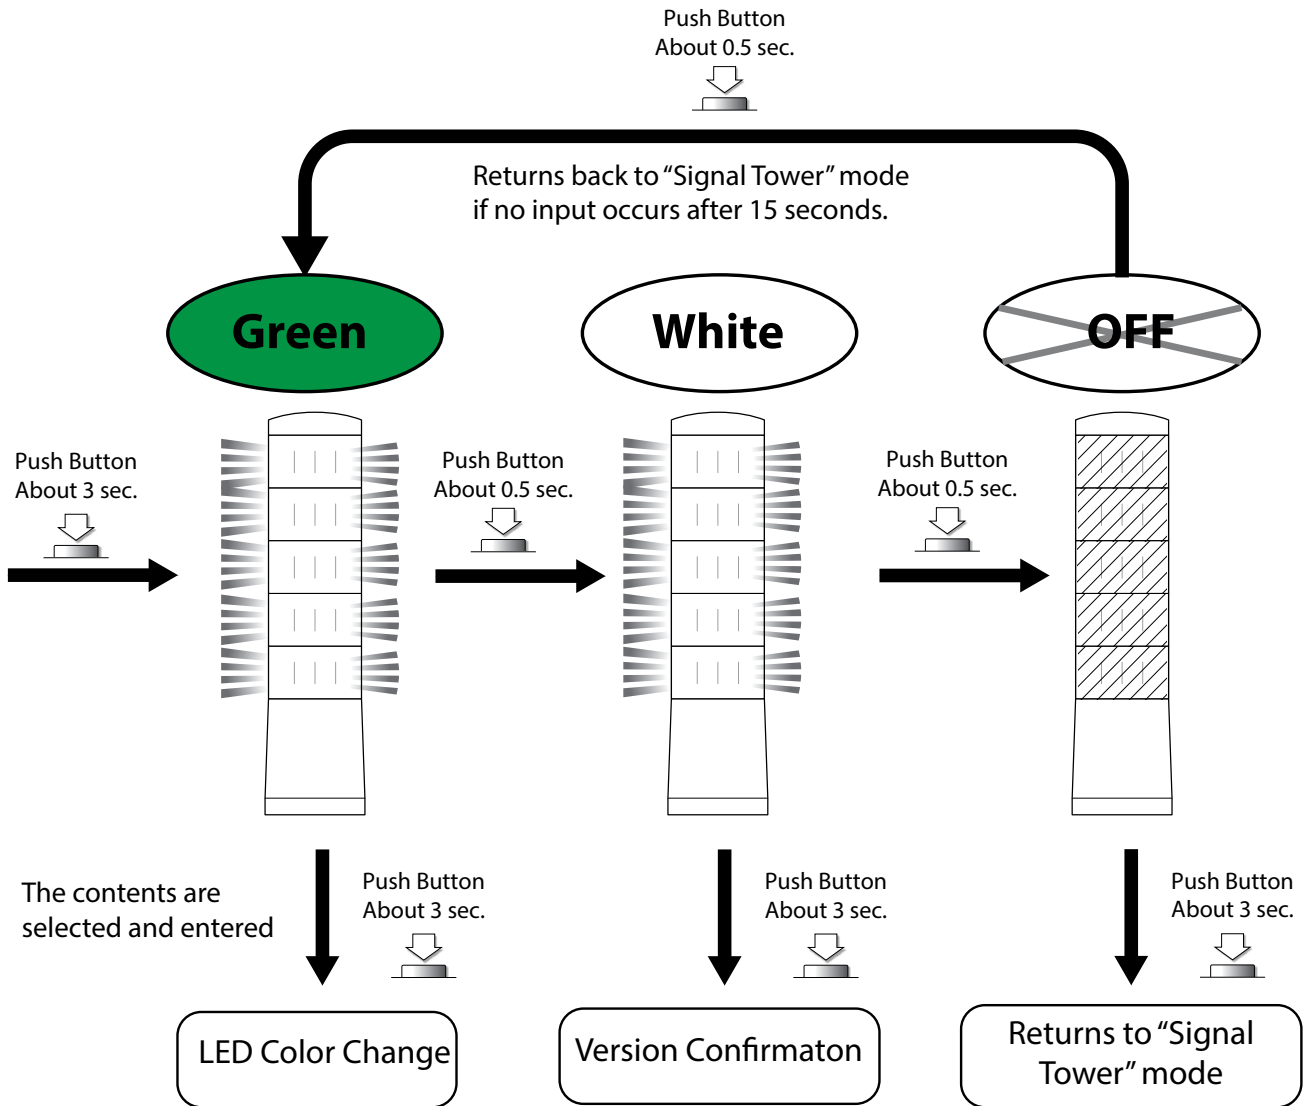 Push Button
About 0.5 sec.
Returns back to “Signal Tower” mode
if no input occurs after 15 seconds.
Green
White
OFF
Push Button
About 3 sec.
Push Button
About 0.5 sec.
Push Button
About 0.5 sec.
The contents are
selected and entered
Push Button
About 3 sec.
Push Button
About 3 sec.
Push Button
About 3 sec.
LED Color Change
Version Confirmaton
Returns to “Signal
Tower” mode